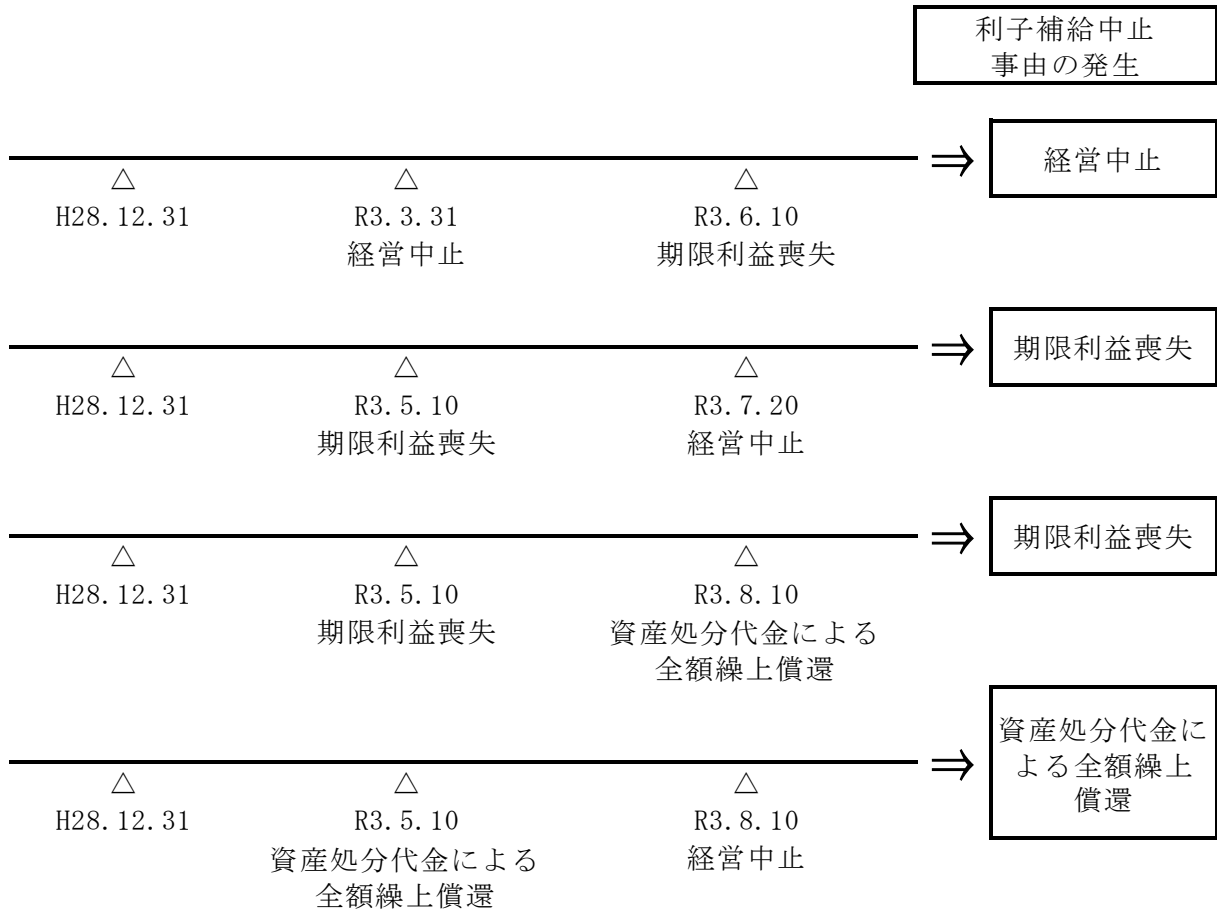 利子補給中止
事由の発生
⇒ 経営中止
△ △ △
H28.12.31 R3.3.31 R3.6.10
経営中止 期限利益喪失
⇒ 期限利益喪失
△ △ △
H28.12.31 R3.5.10 R3.7.20
期限利益喪失 経営中止
⇒ 期限利益喪失
△ △ △
H28.12.31 R3.5.10 R3.8.10
期限利益喪失 資産処分代金による
全額繰上償還
⇒ 資産処分代金に
よる全額繰上
償還
△ △ △
H28.12.31 R3.5.10 R3.8.10
資産処分代金による 経営中止
全額繰上償還